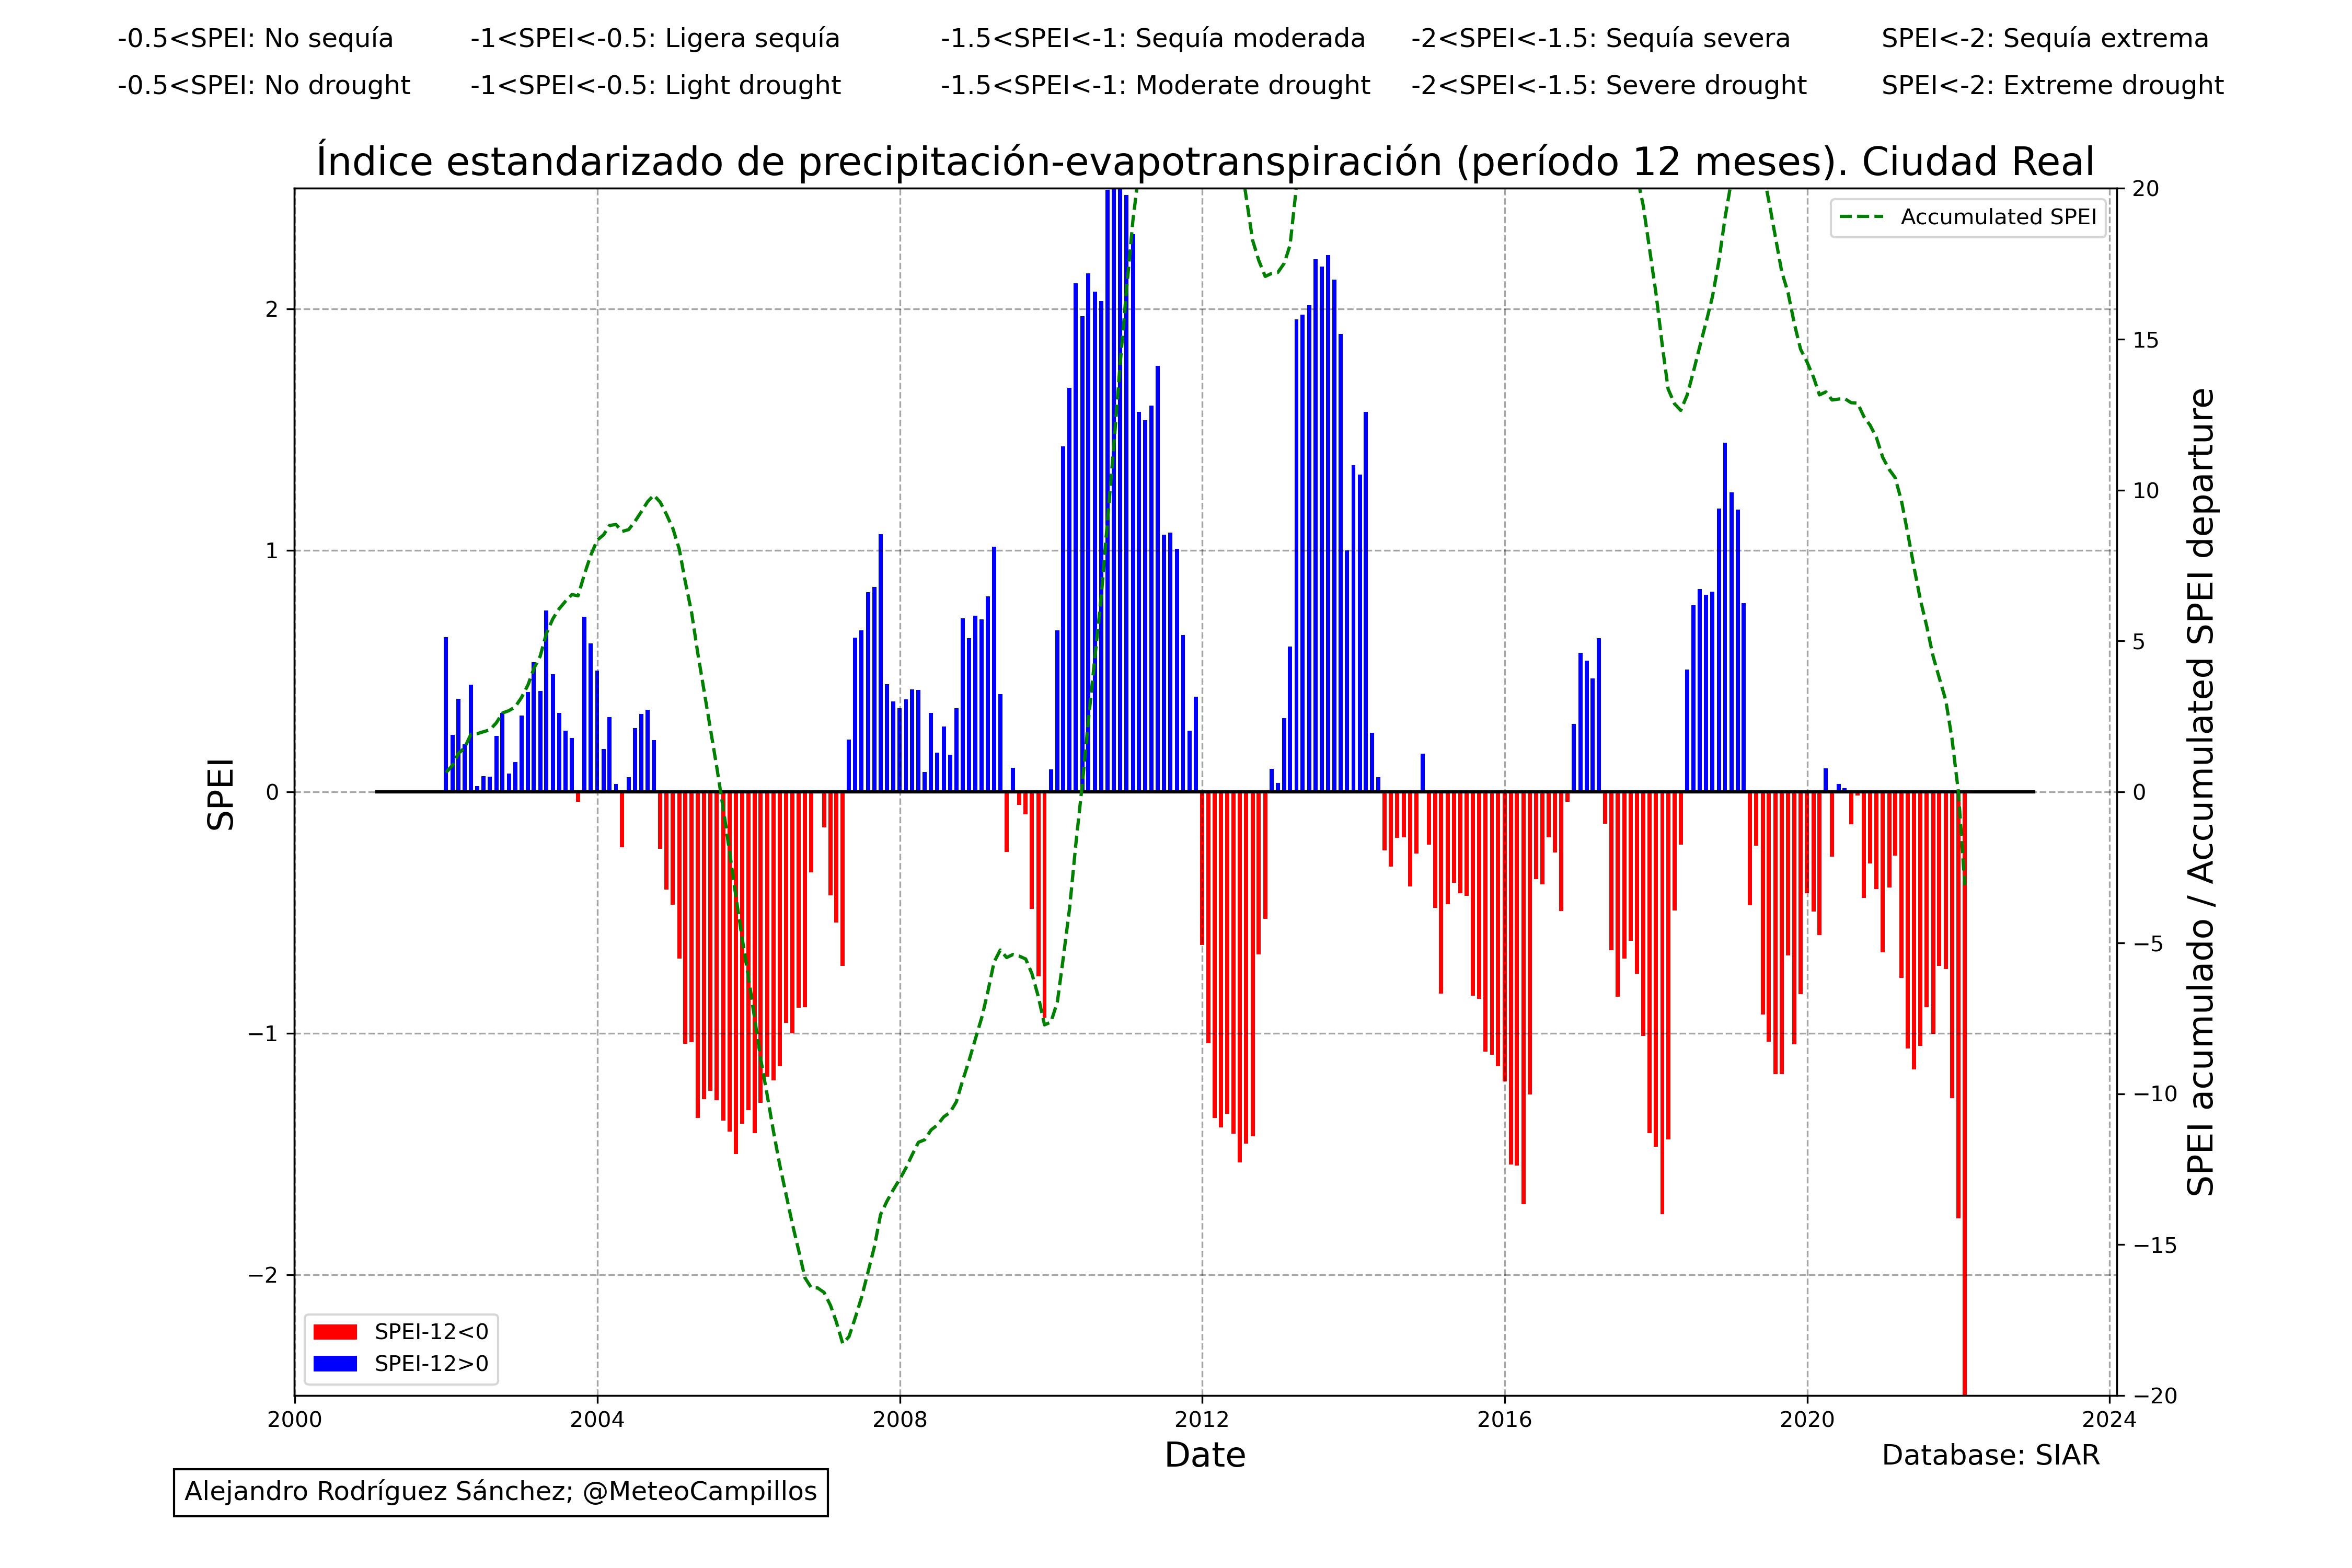 -0.5<SPEI: No sequía -1<SPEI<-0.5: Ligera sequía -1.5<SPEI<-1: Sequía moderada -2<SPEI<-1.5: Sequía severa SPEI<-2: Sequía extrema
-0.5<SPEI: No drought -1<SPEI<-0.5: Light drought -1.5<SPEI<-1: Moderate drought -2<SPEI<-1.5: Severe drought SPEI<-2: Extreme drought
Índice estandarizado de precipitación-evapotranspiración (período 12 meses). Ciudad Real
Accumulated SPEI
SPEI
2
1
0
−1
−2
20
15
10
5
0
−5
−10
−15
−20
SPEI acumulado / Accumulated SPEI departure
SPEI-12<0
SPEI-12>0
2000 2004 2008 2012 2016 2020 2024
Date
Database: SIAR
Alejandro Rodríguez Sánchez; @MeteoCampillos